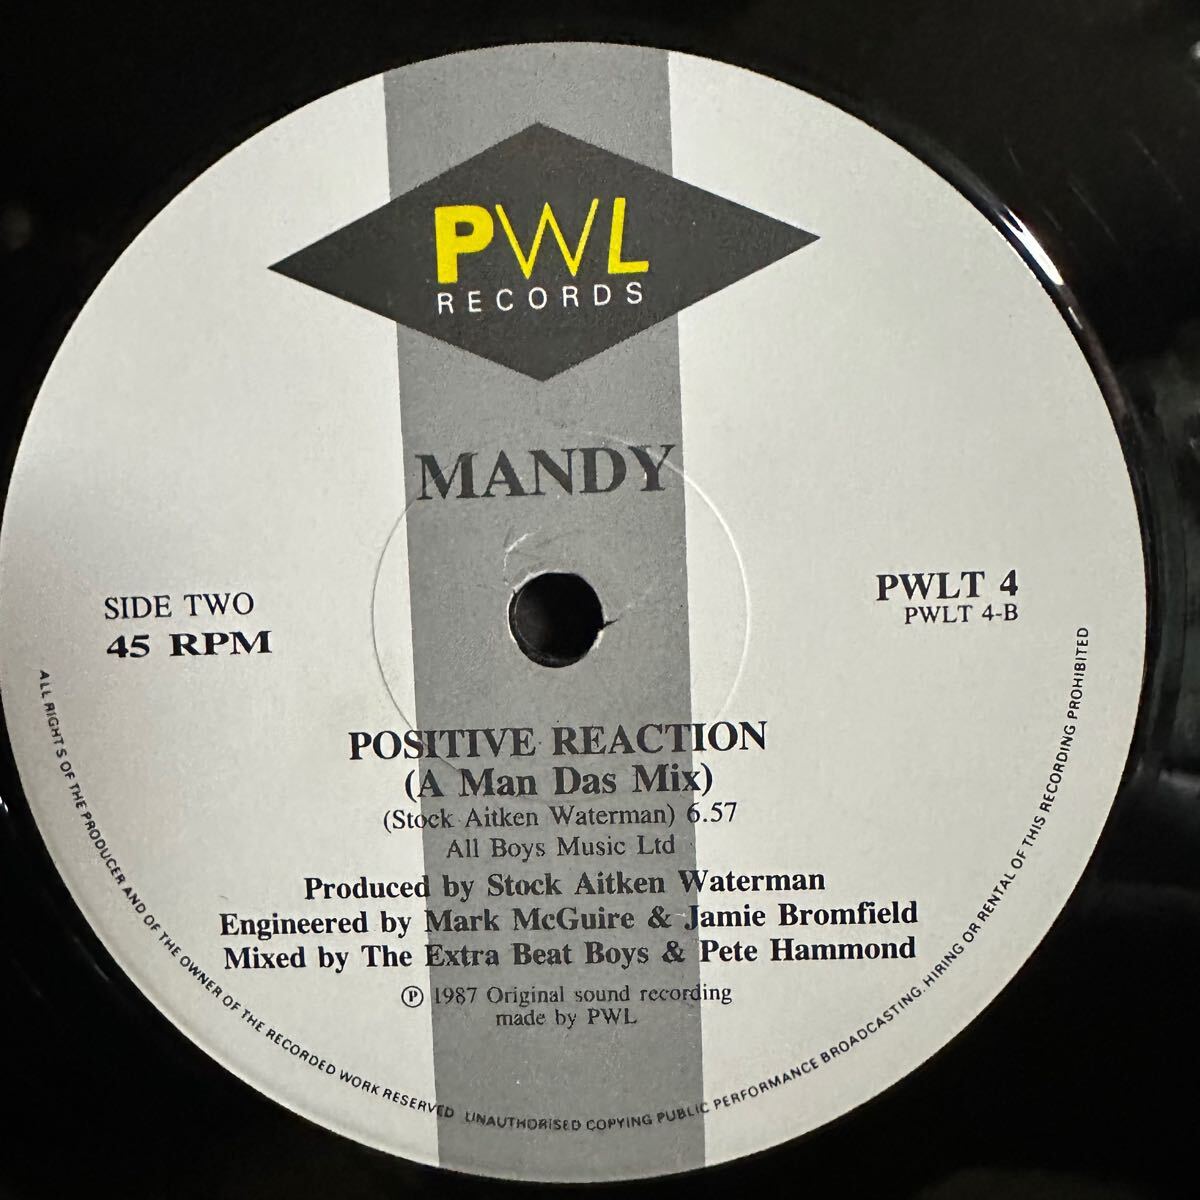 PWL
RECORDS
MANDY
SIDE TWO
45 RPM
PWLT 4
PWLT 4-B
POSITIVE REACTION
(A Man Das Mix)
(Stock Aitken Waterman) 6.57
All Boys Music Ltd
Produced by Stock Aitken Waterman
Engineered by Mark McGuire & Jamie Bromfield
Mixed by The Extra Beat Boys & Pete Hammond
℗ 1987 Original sound recording
made by PWL
ALL RIGHTS OF THE PRODUCER AND OF THE OWNER OF THE RECORDED WORK RESERVED UNAUTHORISED COPYING PUBLIC PERFORMANCE BROADCASTING, HIRING OR RENTAL OF THIS RECORDING PROHIBITED